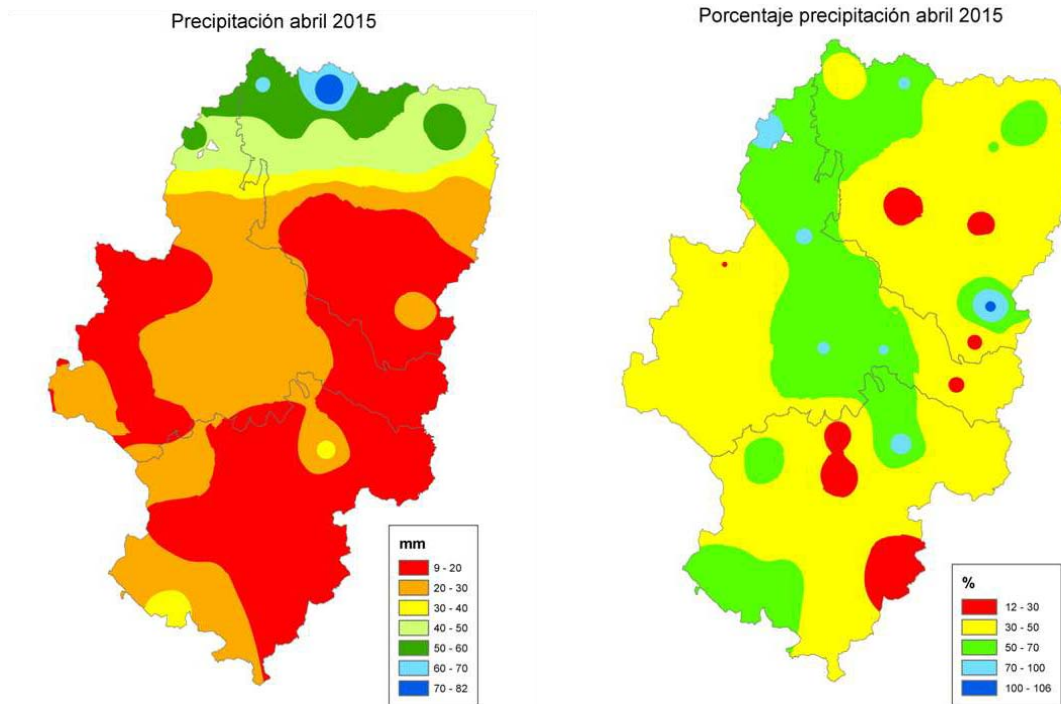 Precipitación abril 2015
Porcentaje precipitación abril 2015
mm
9 - 20
20 - 30
30 - 40
40 - 50
50 - 60
60 - 70
70 - 82
%
12 - 30
30 - 50
50 - 70
70 - 100
100 - 106